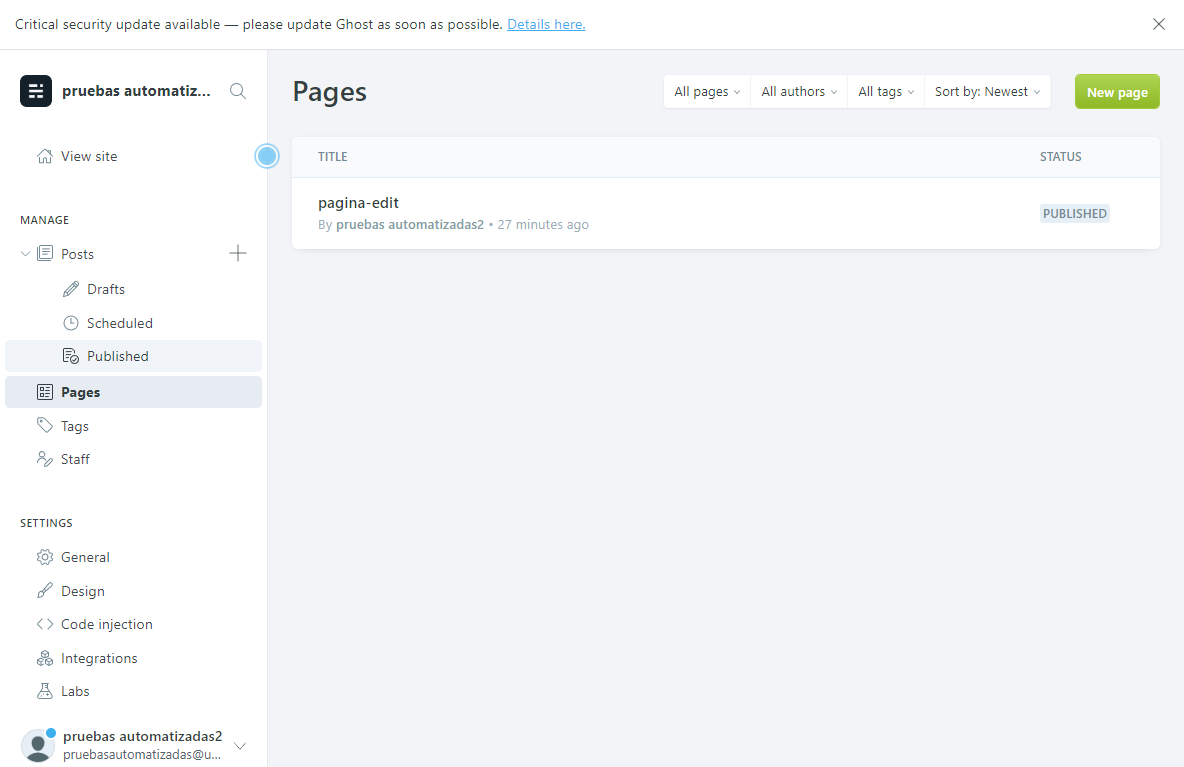 Critical security update available — please update Ghost as soon as possible. Details here.
pruebas automatiz...
View site
MANAGE
Posts
Drafts
Scheduled
Published
Pages
Tags
Staff
SETTINGS
General
Design
Code injection
Integrations
Labs
pruebas automatizadas2
pruebasautomatizadas@u...
Pages
All pages
All authors
All tags
Sort by: Newest
New page
TITLE
STATUS
pagina-edit
By pruebas automatizadas2 • 27 minutes ago
PUBLISHED